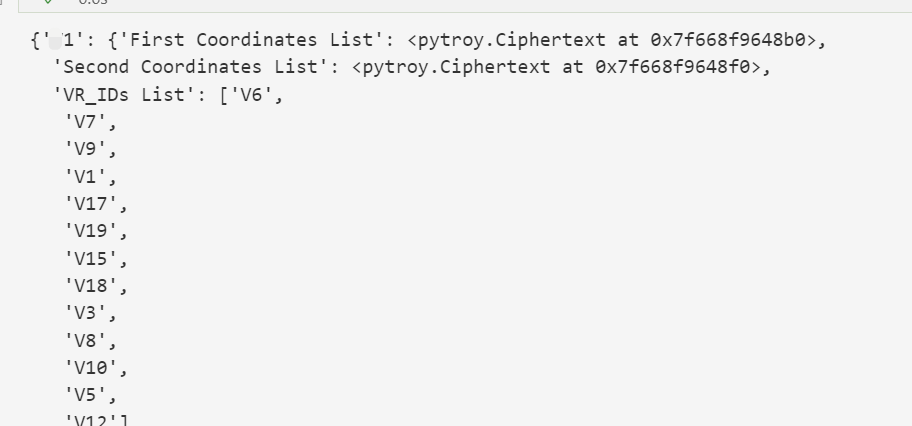 0.0s
1': {'First Coordinates List': <pytroy.Ciphertext at 0x7f668f9648b0>,
'Second Coordinates List': <pytroy.Ciphertext at 0x7f668f9648f0>,
'VR_IDs List': ['V6',
'V7',
'V9',
'V1',
'V17',
'V19',
'V15',
'V18',
'V3',
'V8',
'V10',
'V5',
'V12']